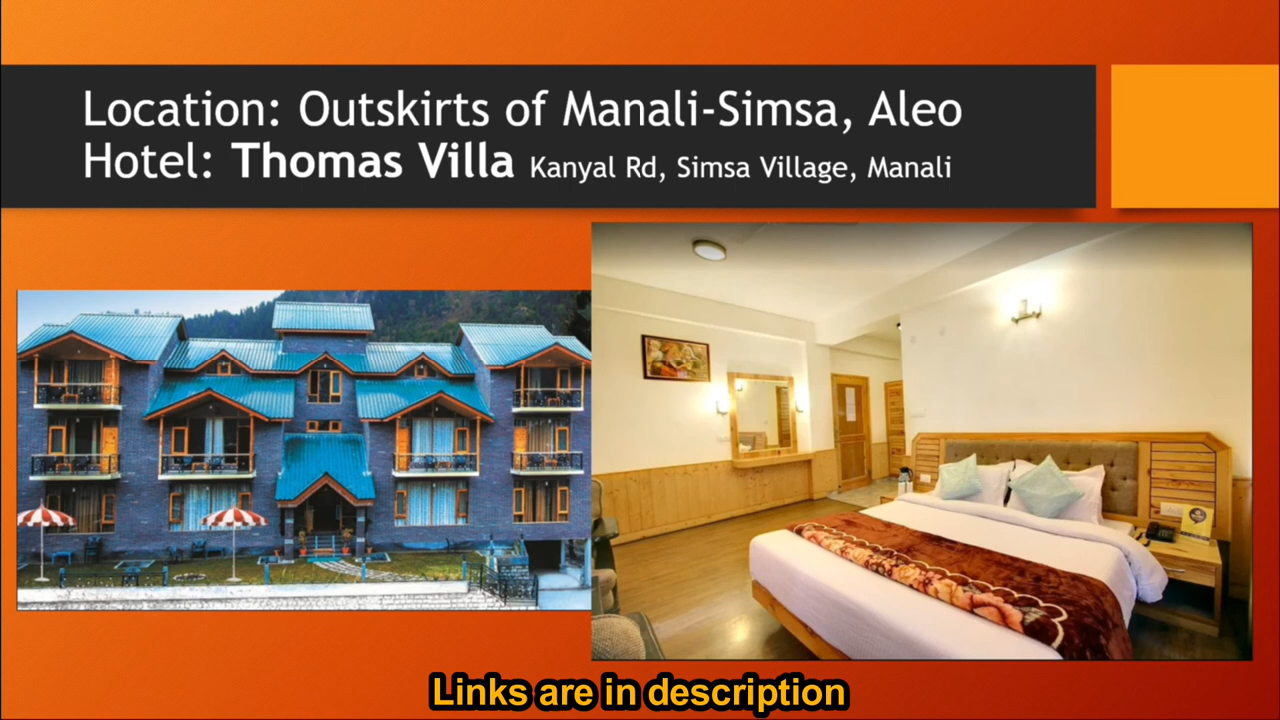 Location: Outskirts of Manali-Simsa, Aleo
Hotel: Thomas Villa Kanyal Rd, Simsa Village, Manali
Links are in description